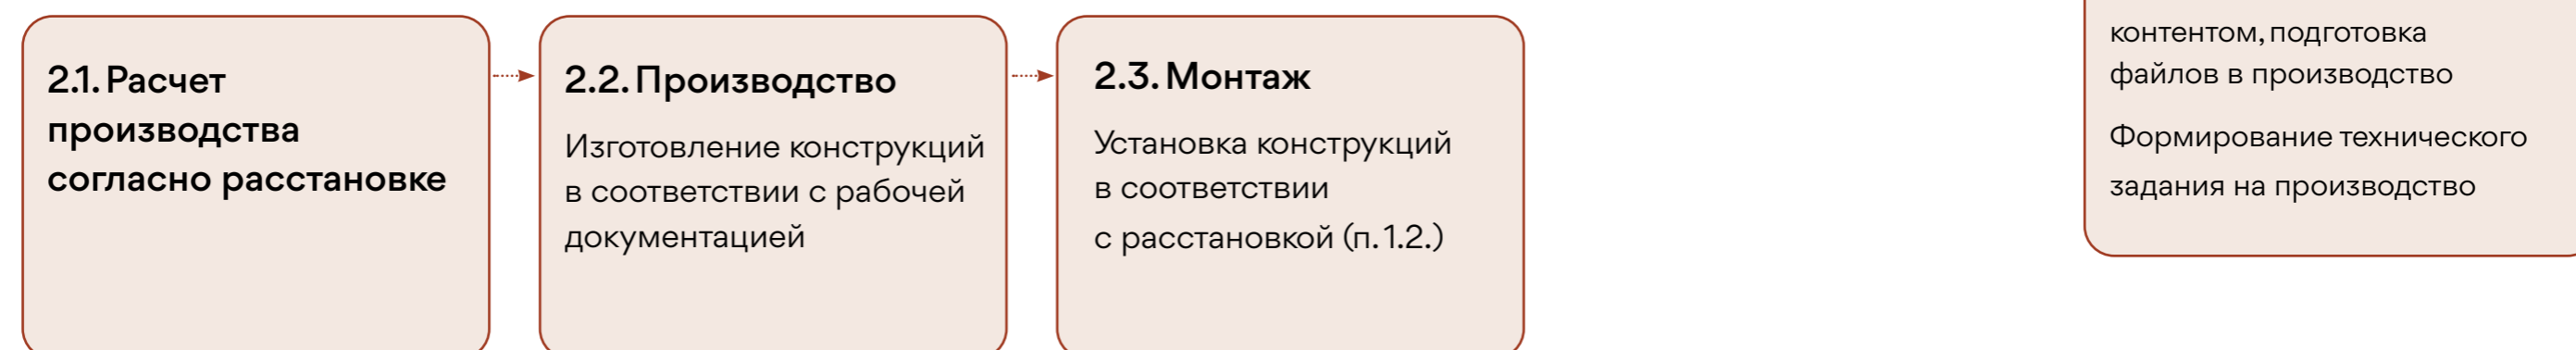 2.1. Расчет
производства
согласно расстановке
2.2. Производство
Изготовление конструкций
в соответствии с рабочей
документацией
2.3. Монтаж
Установка конструкций
в соответствии
с расстановкой (п. 1.2.)
контентом, подготовка
файлов в производство
Формирование технического
задания на производство